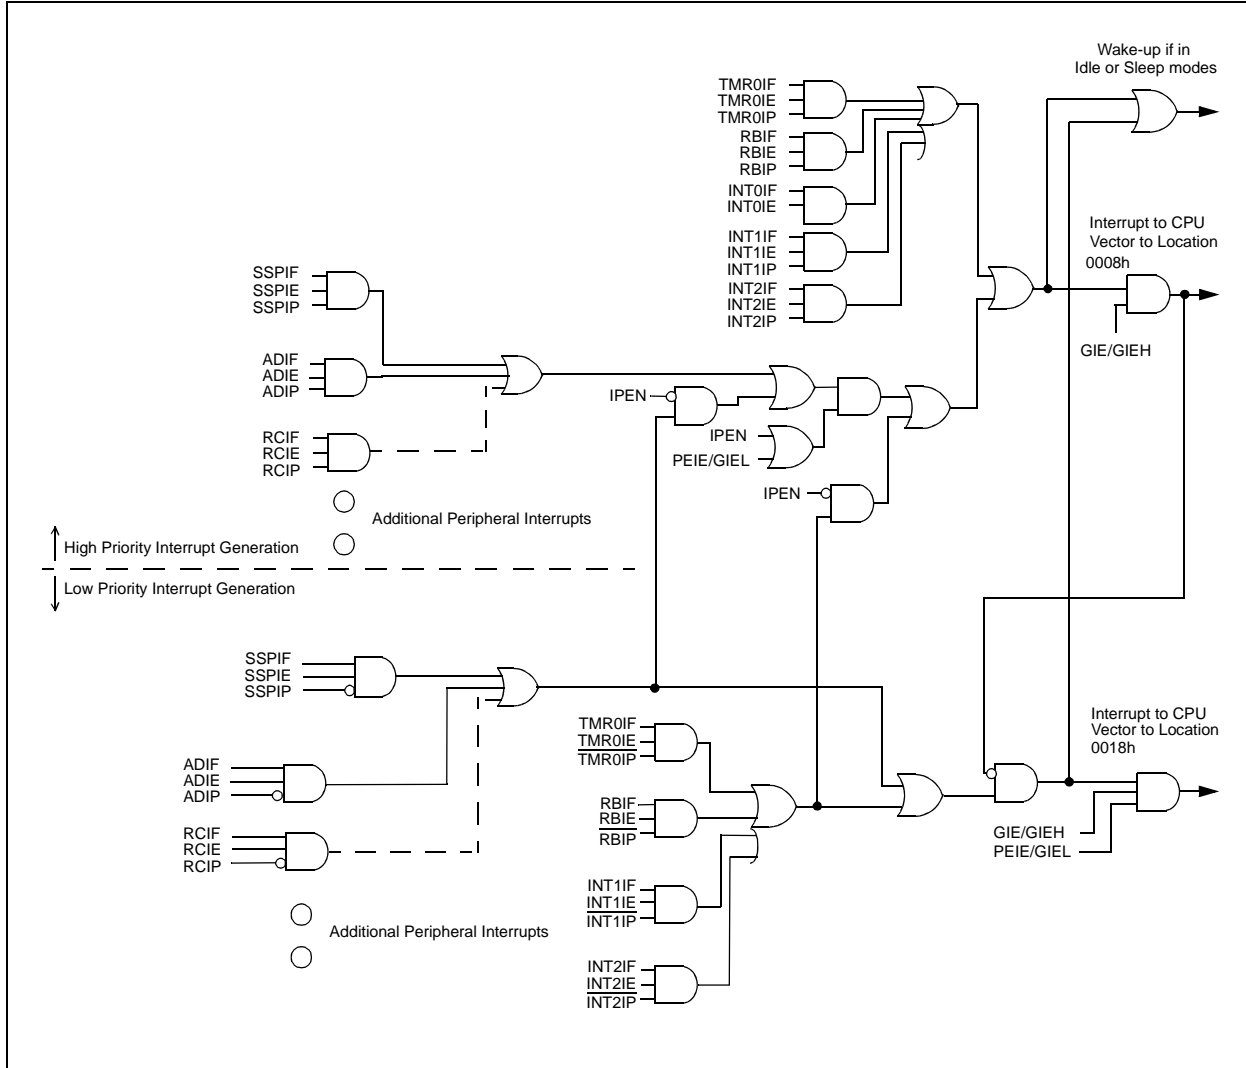 Wake-up if in
Idle or Sleep modes
TMR0IF
TMR0IE
TMR0IP
RBIF
RBIE
RBIP
INT0IF
INT0IE
INT1IF
INT1IE
INT1IP
INT2IF
INT2IE
INT2IP
Interrupt to CPU
Vector to Location
0008h
GIE/GIEH
SSPIF
SSPIE
SSPIP
ADIF
ADIE
ADIP
RCIF
RCIE
RCIP
IPEN
IPEN
PEIE/GIEL
IPEN
Additional Peripheral Interrupts
High Priority Interrupt Generation
Low Priority Interrupt Generation
SSPIF
SSPIE
SSPIP
ADIF
ADIE
ADIP
RCIF
RCIE
RCIP
Additional Peripheral Interrupts
TMR0IF
TMR0IE
TMR0IP
RBIF
RBIE
RBIP
INT1IF
INT1IE
INT1IP
INT2IF
INT2IE
INT2IP
Interrupt to CPU
Vector to Location
0018h
GIE/GIEH
PEIE/GIEL